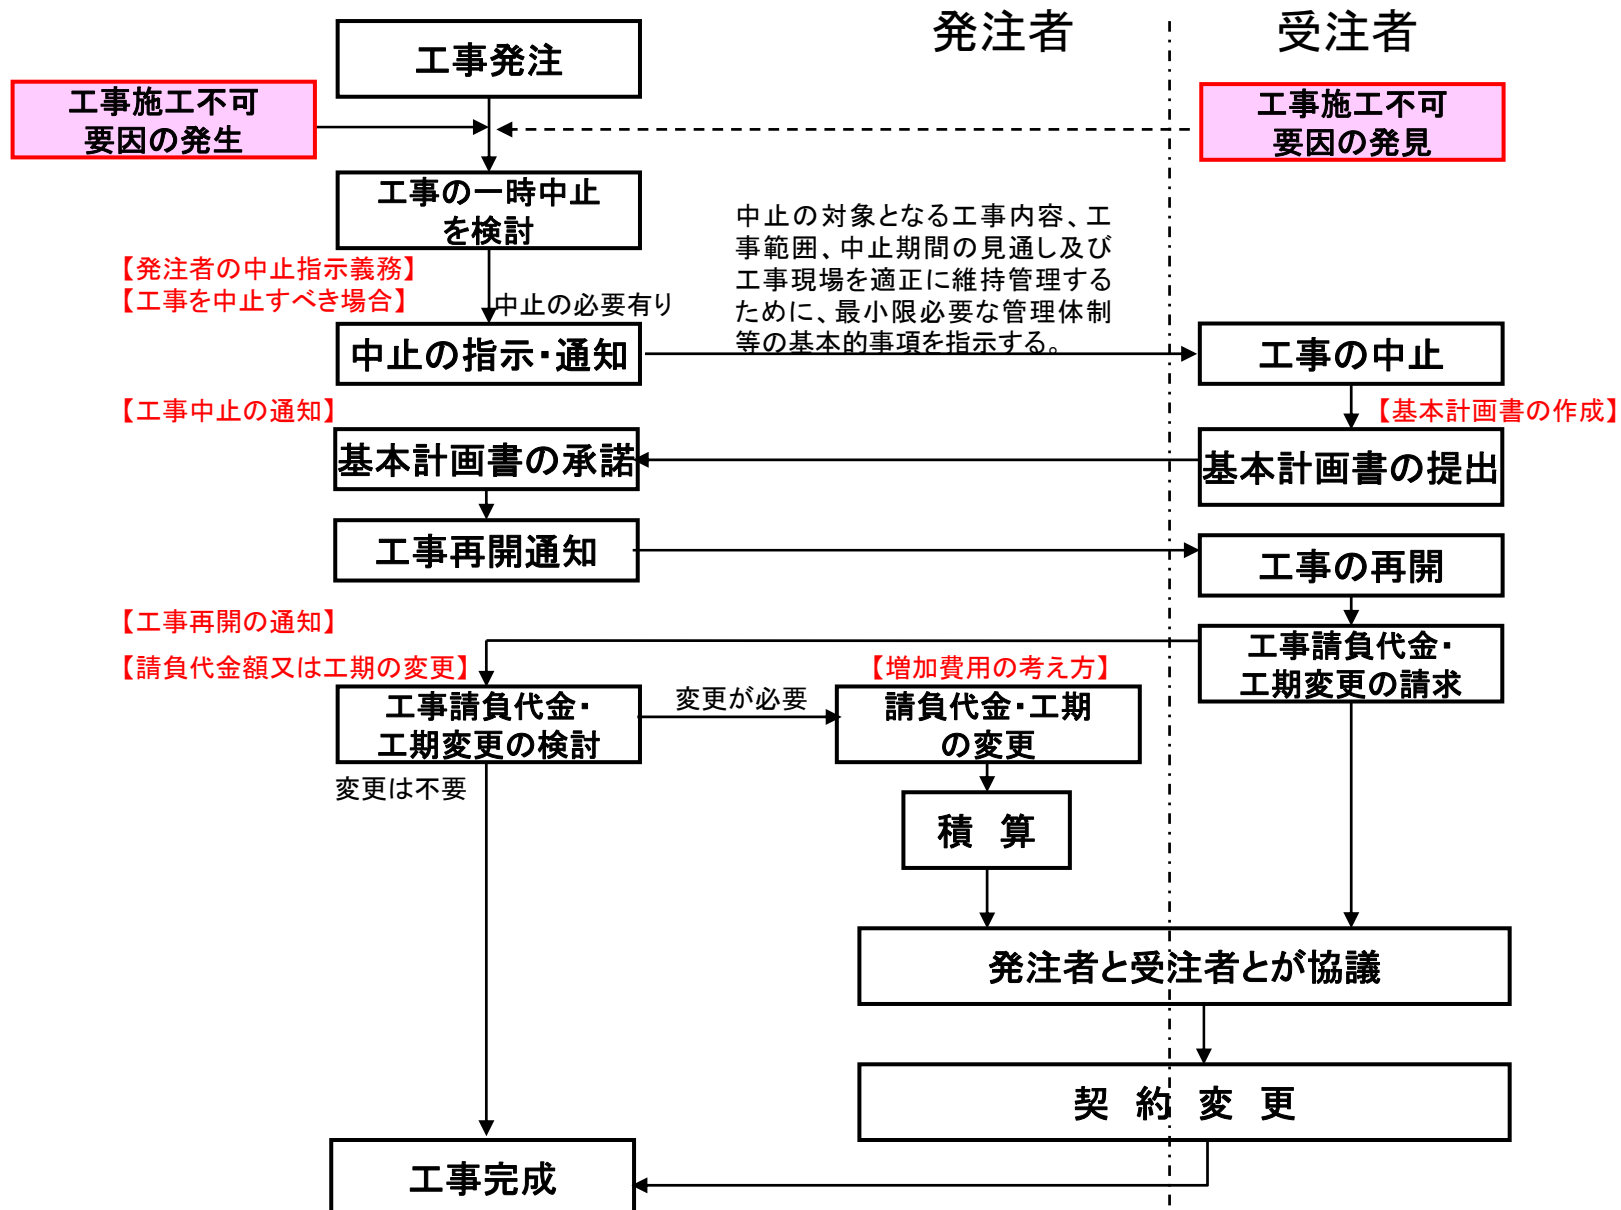 発注者
受注者
工事発注
工事施工不可
要因の発生
工事施工不可
要因の発見
工事の一時中止
を検討
【発注者の中止指示義務】
【工事を中止すべき場合】
中止の必要有り
中止の対象となる工事内容、工
事範囲、中止期間の見通し及び
工事現場を適正に維持管理する
ために、最小限必要な管理体制
等の基本的事項を指示する。
中止の指示・通知
工事の中止
【工事中止の通知】
【基本計画書の作成】
基本計画書の承諾
基本計画書の提出
工事再開通知
工事の再開
【工事再開の通知】
【請負代金額又は工期の変更】
【増加費用の考え方】
工事請負代金・
工期変更の請求
工事請負代金・
工期変更の検討
変更が必要
請負代金・工期
の変更
変更は不要
積 算
発注者と受注者とが協議
契 約 変 更
工事完成